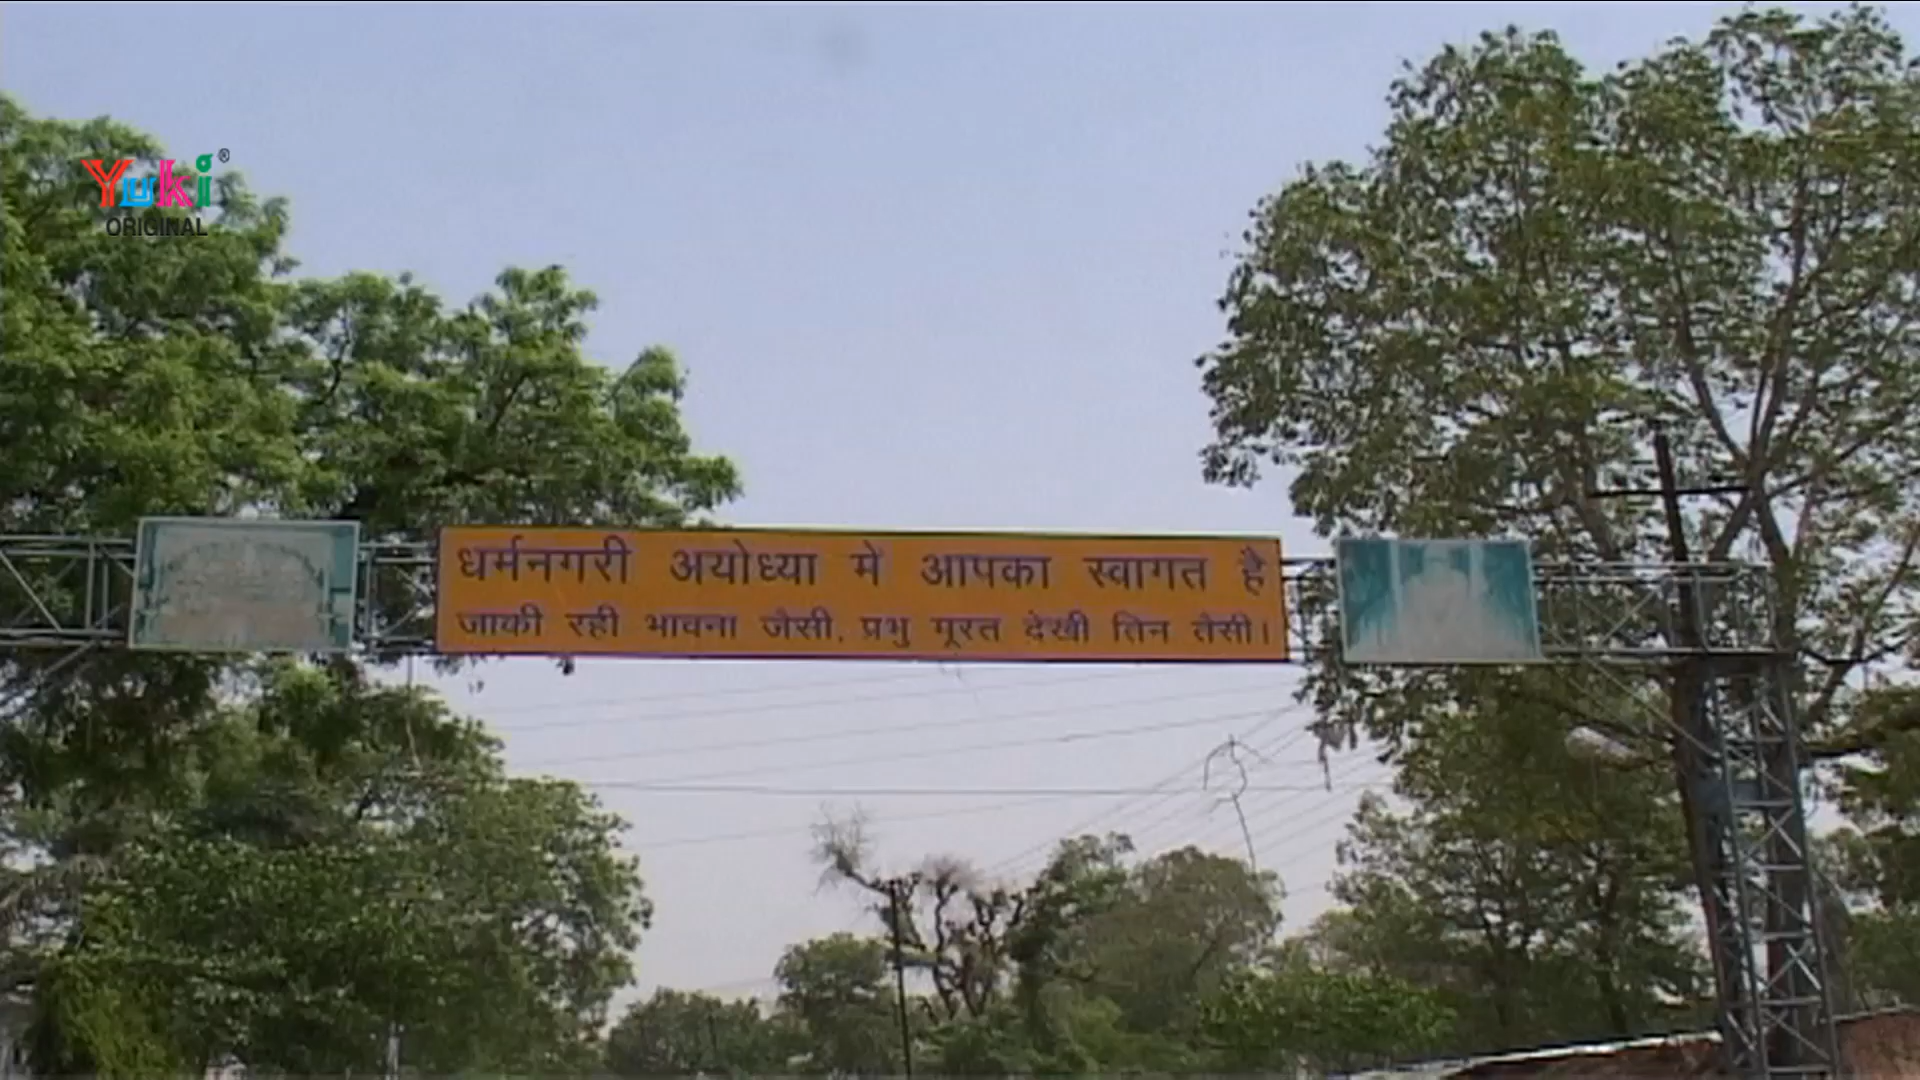 Yuki®
ORIGINAL
धर्मनगरी अयोध्या में आपका स्वागत है
जाकी रही भावना जैसी, प्रभु मूरत देखी तिन तैसी।